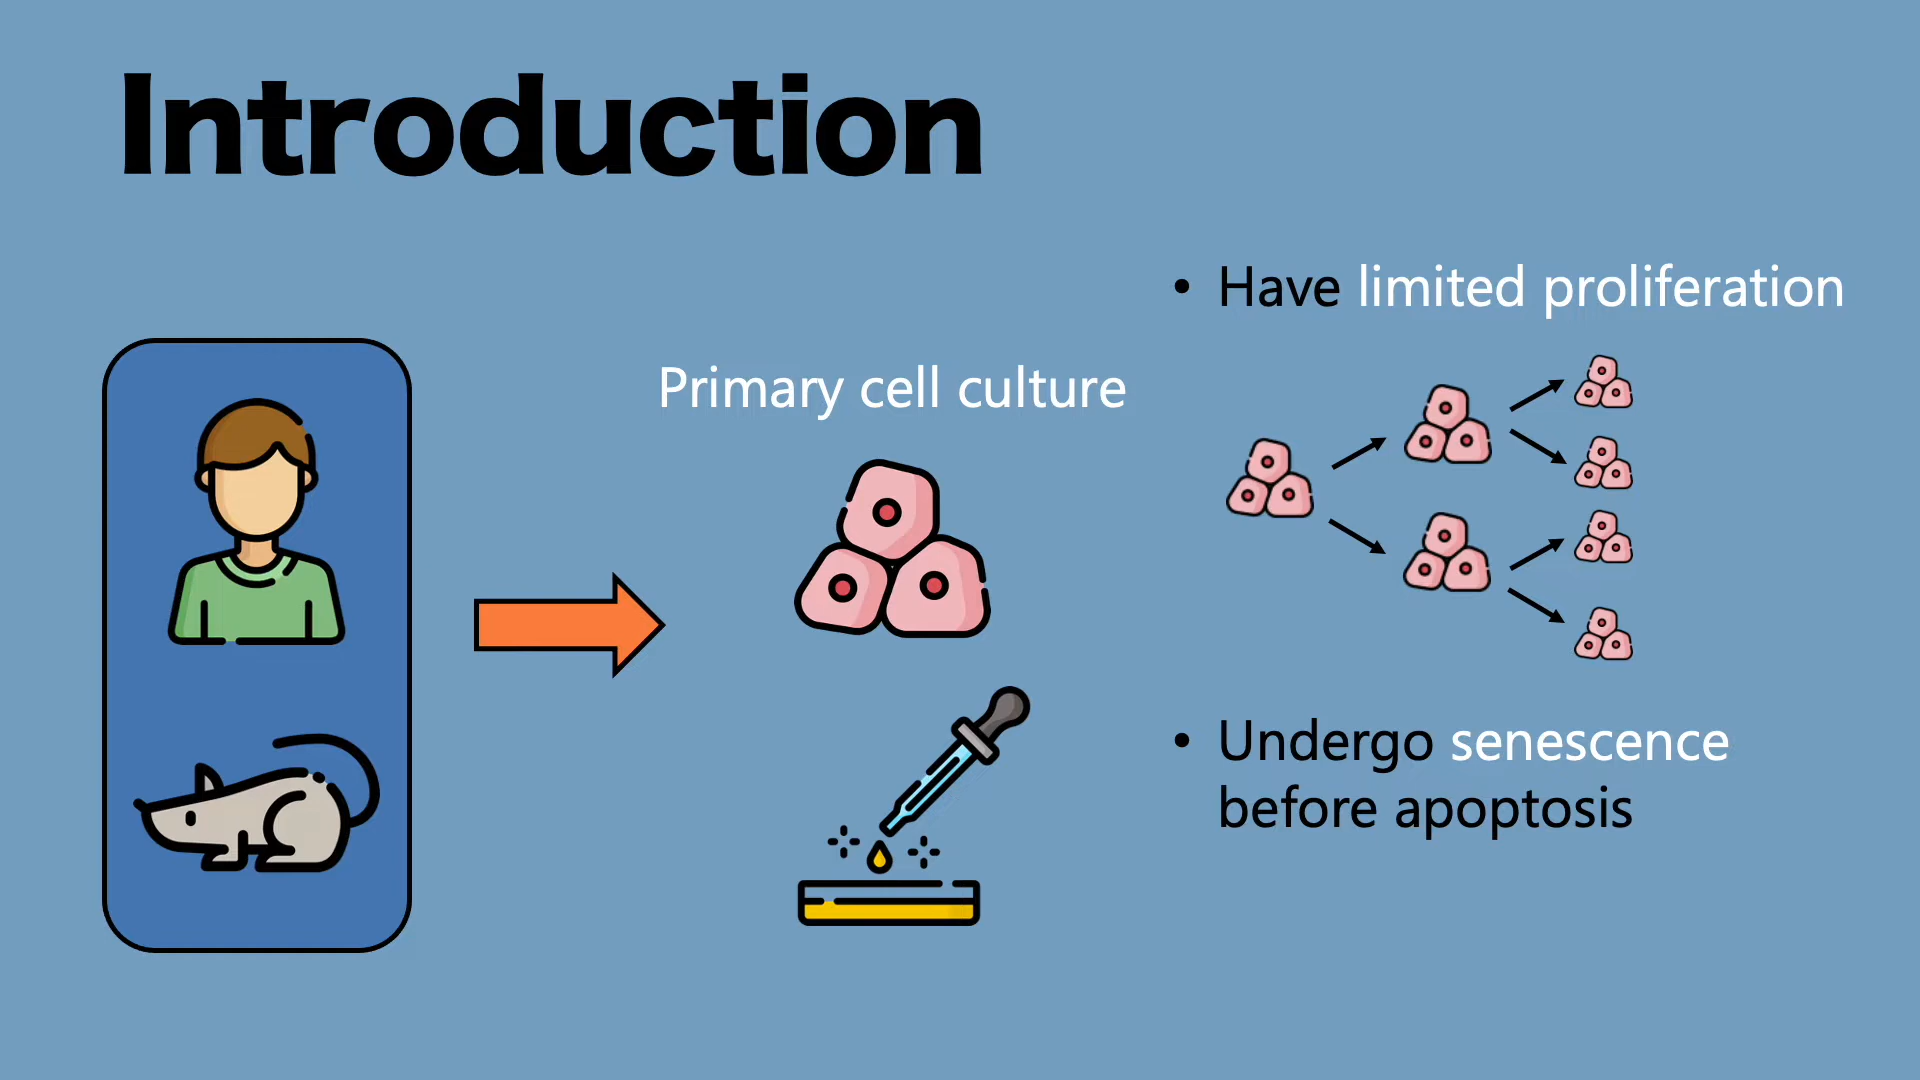 Introduction
Primary cell culture
• Have limited proliferation
• Undergo senescence
before apoptosis